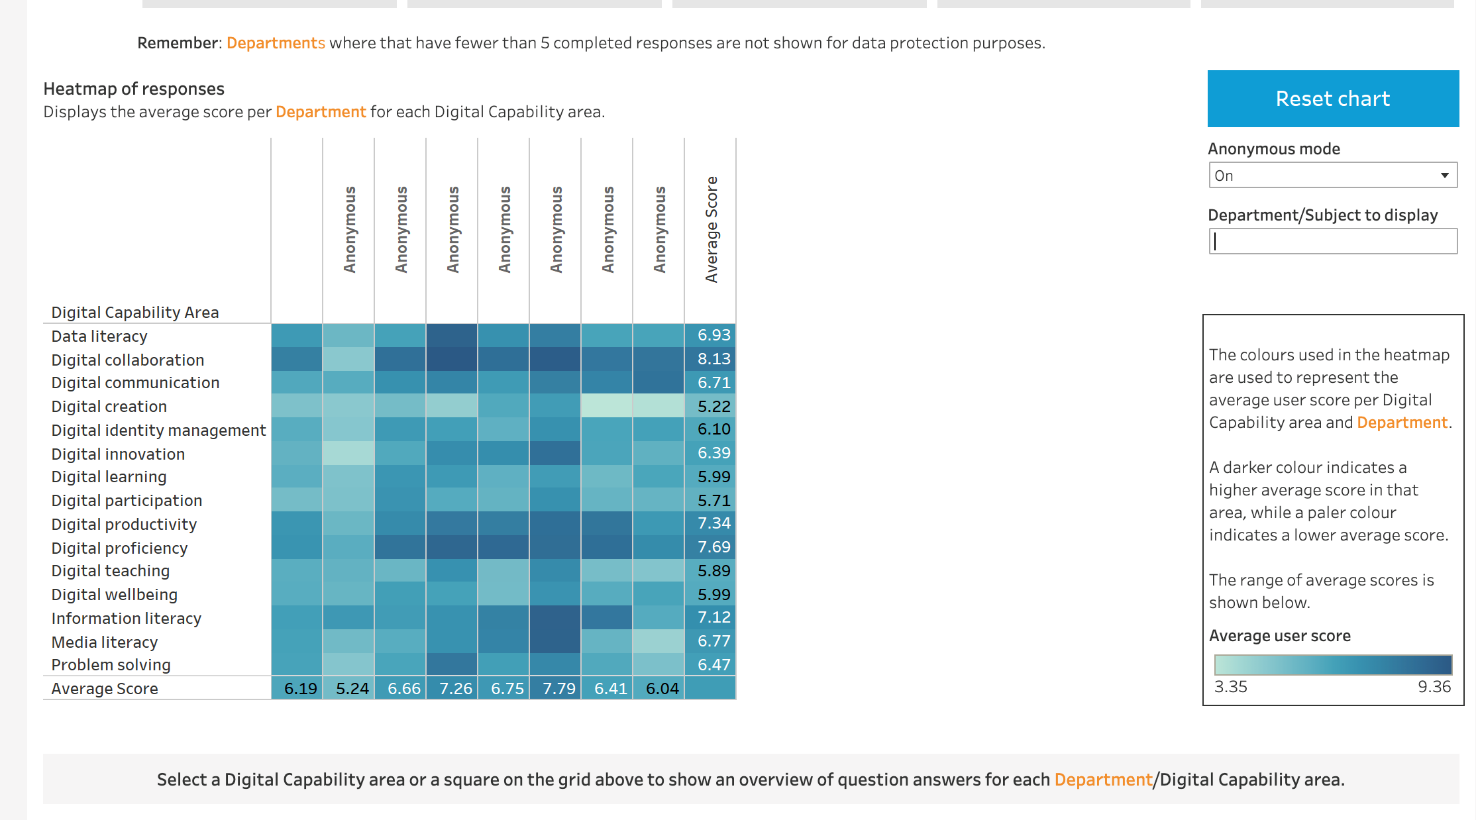 Remember: Departments where that have fewer than 5 completed responses are not shown for data protection purposes.
Heatmap of responses
Displays the average score per Department for each Digital Capability area.
Reset chart
Anonymous mode
On
Department/Subject to display
Anonymous Anonymous Anonymous Anonymous Anonymous Anonymous Anonymous Average Score
Digital Capability Area
Data literacy 6.93
Digital collaboration 8.13
Digital communication 6.71
Digital creation 5.22
Digital identity management 6.10
Digital innovation 6.39
Digital learning 5.99
Digital participation 5.71
Digital productivity 7.34
Digital proficiency 7.69
Digital teaching 5.89
Digital wellbeing 5.99
Information literacy 7.12
Media literacy 6.77
Problem solving 6.47
Average Score 6.19 5.24 6.66 7.26 6.75 7.79 6.41 6.04
The colours used in the heatmap
are used to represent the
average user score per Digital
Capability area and Department.
A darker colour indicates a
higher average score in that
area, while a paler colour
indicates a lower average score.
The range of average scores is
shown below.
Average user score
3.35 9.36
Select a Digital Capability area or a square on the grid above to show an overview of question answers for each Department/Digital Capability area.